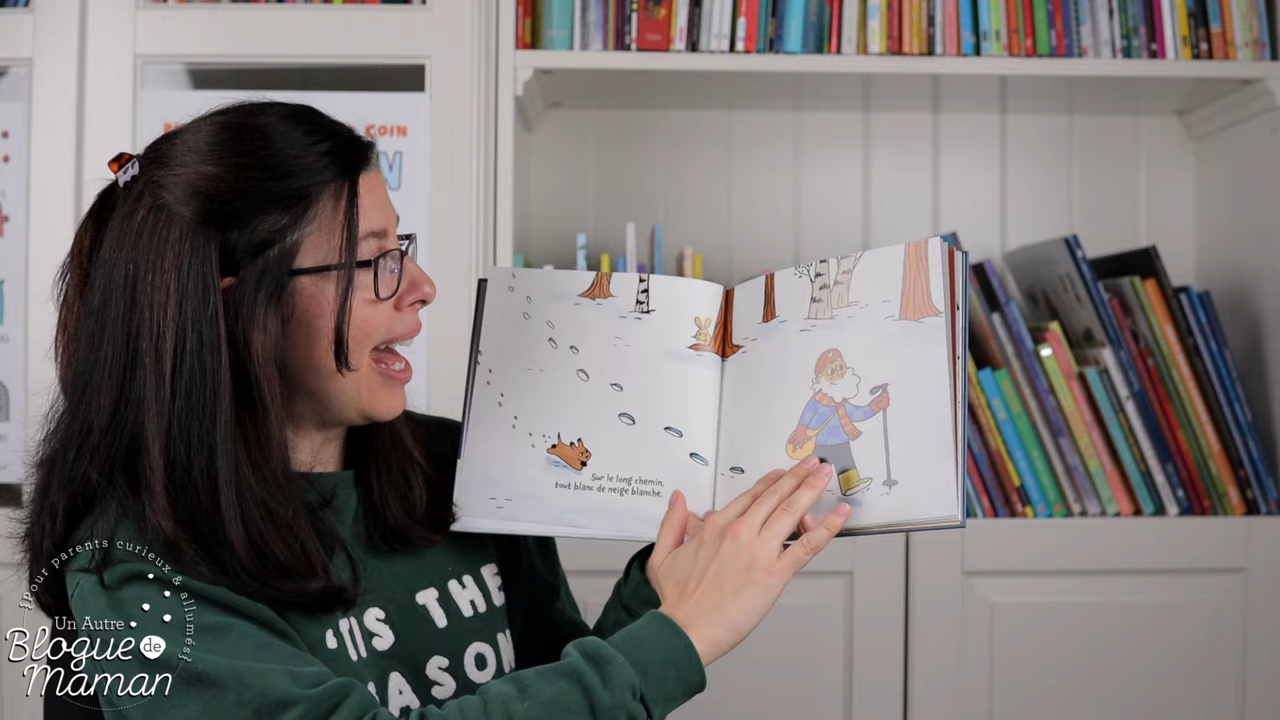 COIN
Sur le long chemin,
tout blanc de neige blanche,
'TIS THE
{Pour parents curieux & allumés}
Un Autre
Blogue de
Maman